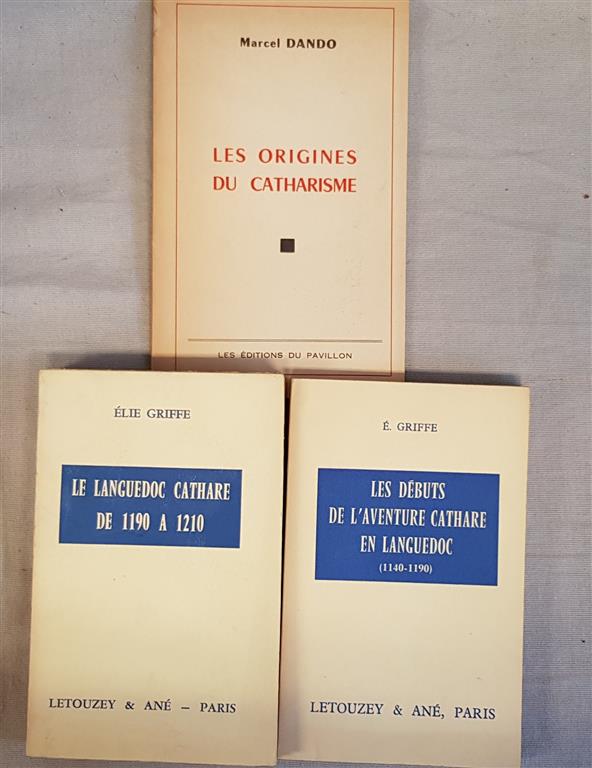 Marcel DANDO
LES ORIGINES
DU CATHARISME
LES ÉDITIONS DU PAVILLON
ÉLIE GRIFFE
LE LANGUEDOC CATHARE
DE 1190 A 1210
LETOUZEY & ANÉ – PARIS
É. GRIFFE
LES DÉBUTS
DE L'AVENTURE CATHARE
EN LANGUEDOC
(1140-1190)
LETOUZEY & ANÉ, PARIS